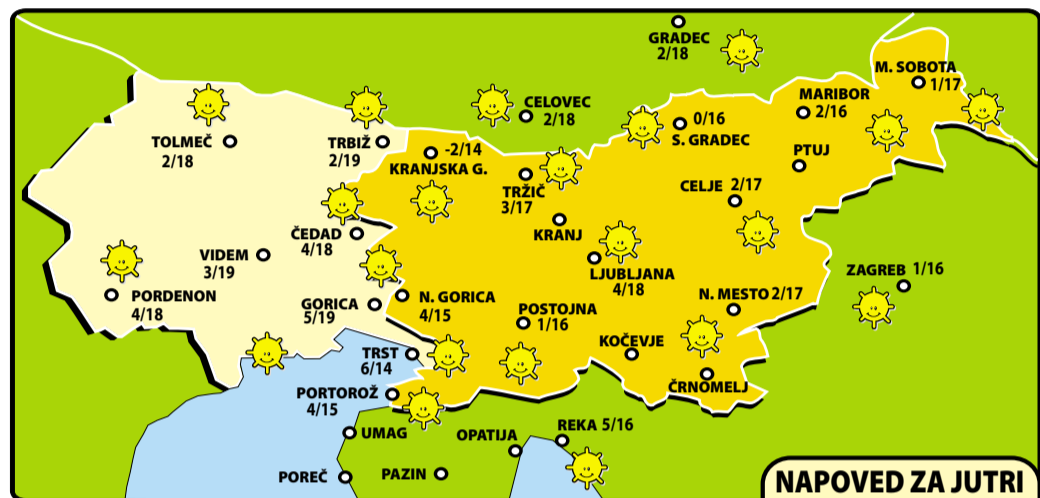 GRADEC
2/18
M. SOBOTA
1/17
MARIBOR
2/16
CELOVEC
2/18
0/16
S. GRADEC
TOLMEČ
2/18
TRBIŽ
2/19
-2/14
KRANJSKA G.
TRŽIČ
3/17
PTUJ
CELJE 2/17
KRANJ
ČEDAD
4/18
VIDEM
3/19
LJUBLJANA
4/18
ZAGREB 1/16
PORDENON
4/18
GORICA
5/19
N. GORICA
4/15
POSTOJNA
1/16
N. MESTO 2/17
KOČEVJE
TRST
6/14
ČRNOMELJ
PORTOROŽ
4/15
UMAG
OPATIJA
REKA 5/16
POREČ
PAZIN
NAPOVED ZA JUTRI